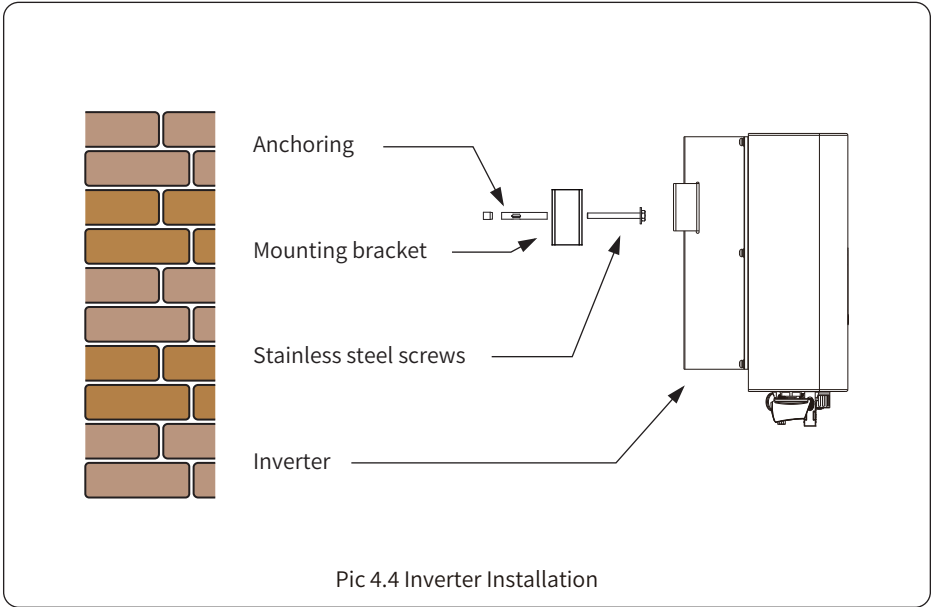 Anchoring
Mounting bracket
Stainless steel screws
Inverter
Pic 4.4 Inverter Installation